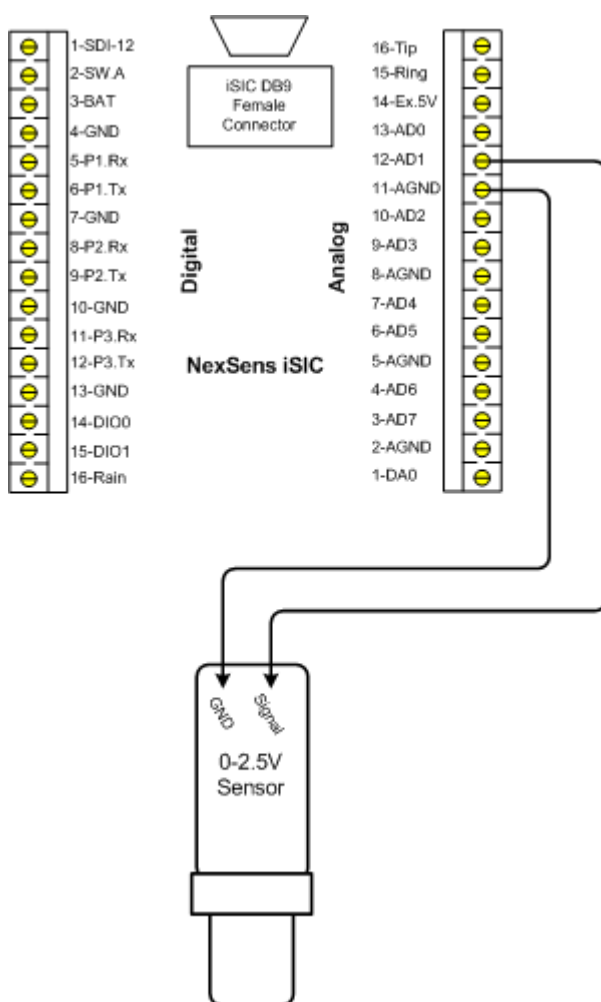 1-SDI-12
2-SW.A
3-BAT
4-GND
5-P1.Rx
6-P1.Tx
7-GND
8-P2.Rx
9-P2.Tx
10-GND
11-P3.Rx
12-P3.Tx
13-GND
14-DIO0
15-DIO1
16-Rain
iSIC DB9
Female
Connector
Digital
Analog
NexSens iSIC
16-Tip
15-Ring
14-Ex.5V
13-AD0
12-AD1
11-AGND
10-AD2
9-AD3
8-AGND
7-AD4
6-AD5
5-AGND
4-AD6
3-AD7
2-AGND
1-DA0
GND
Signal
0-2.5V
Sensor